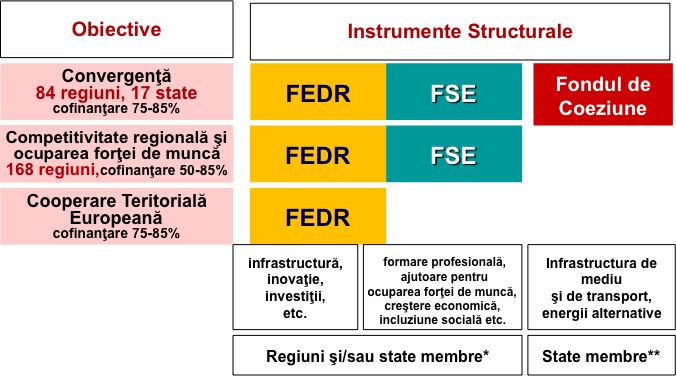 Obiective
Instrumente Structurale
Convergenţă
84 regiuni, 17 state
cofinanţare 75-85%
FEDR
FSE
Fondul de
Coeziune
Competitivitate regională şi
ocuparea forţei de muncă
168 regiuni,cofinanţare 50-85%
FEDR
FSE
Cooperare Teritorială
Europeană
cofinanţare 75-85%
FEDR
infrastructură,
inovaţie,
investiţii,
etc.
formare profesională,
ajutoare pentru
ocuparea forţei de muncă,
creştere economică,
incluziune socială etc.
Infrastructura de
mediu
şi de transport,
energii alternative
Regiuni şi/sau state membre*
State membre**